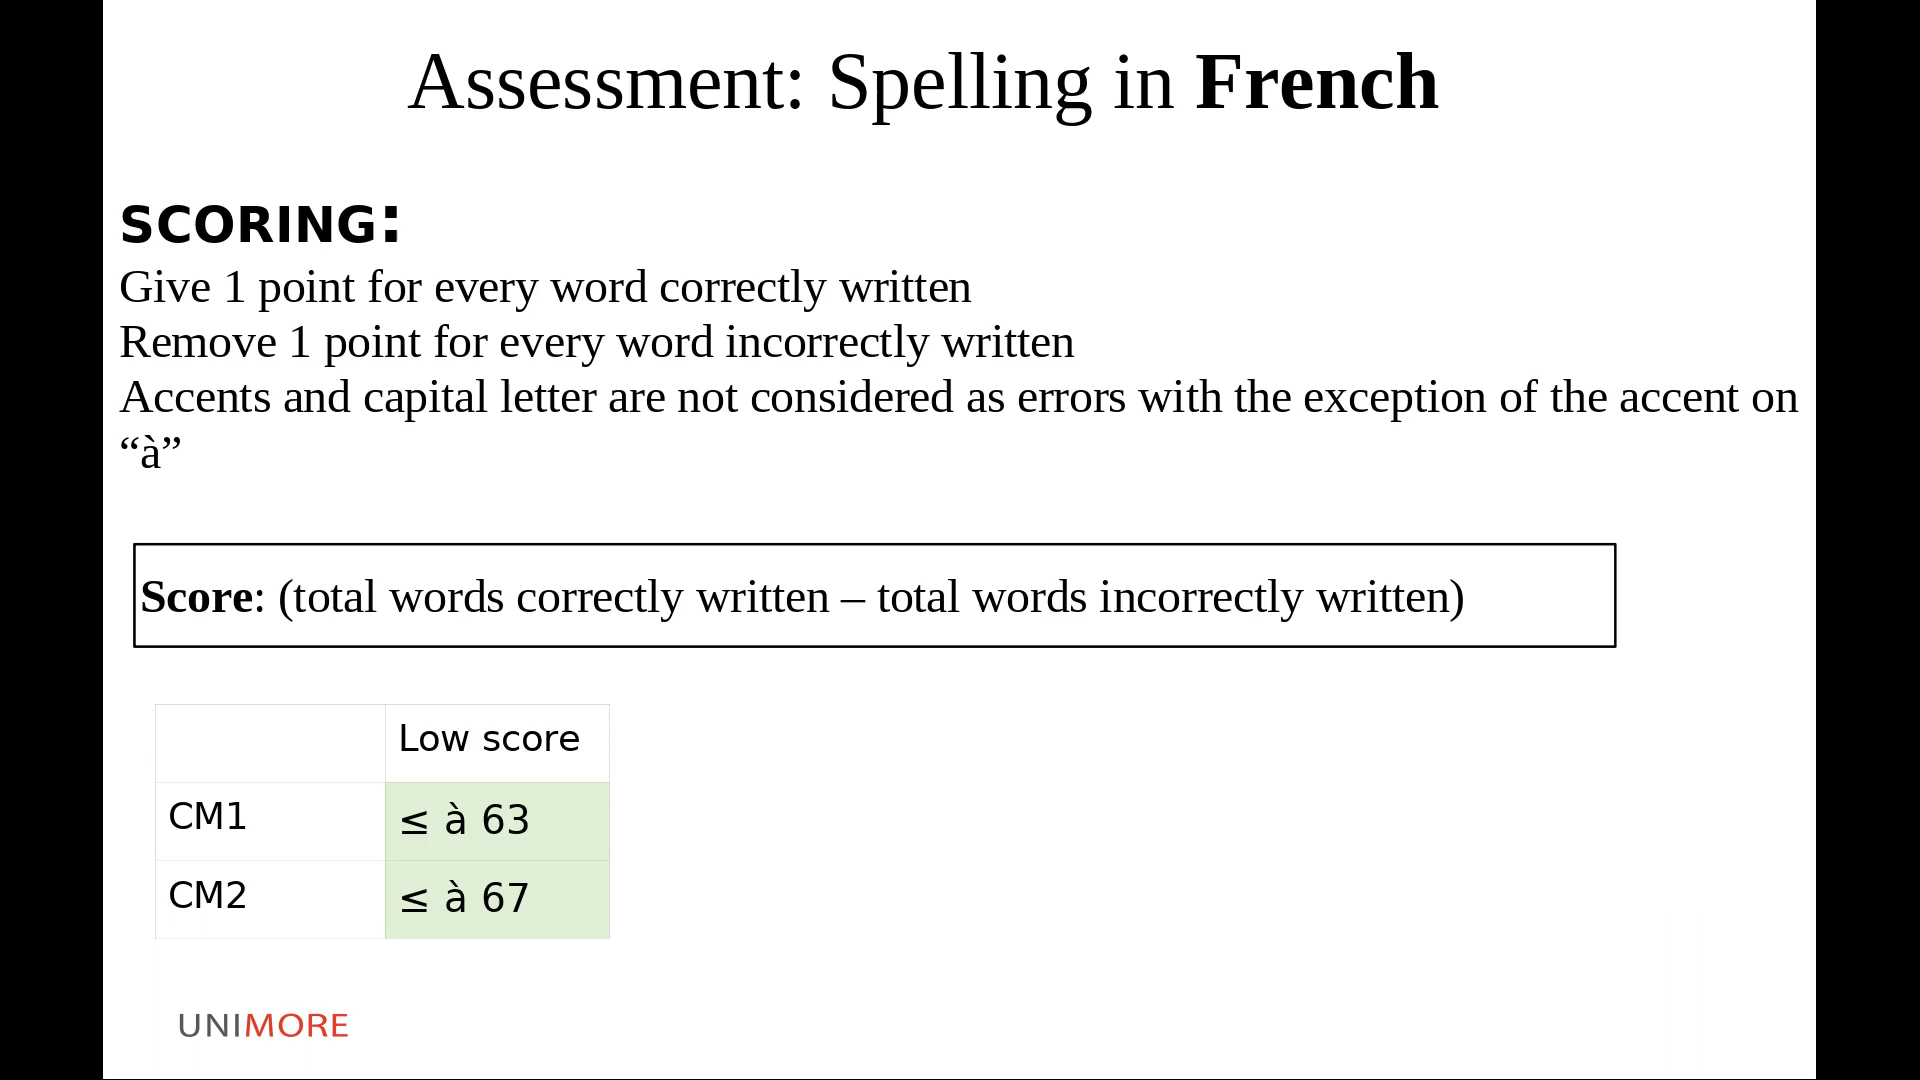 Assessment: Spelling in French
SCORING:
Give 1 point for every word correctly written
Remove 1 point for every word incorrectly written
Accents and capital letter are not considered as errors with the exception of the accent on
“à”
Score: (total words correctly written – total words incorrectly written)
Low score
CM1 ≤ à 63
CM2 ≤ à 67
UNIMORE